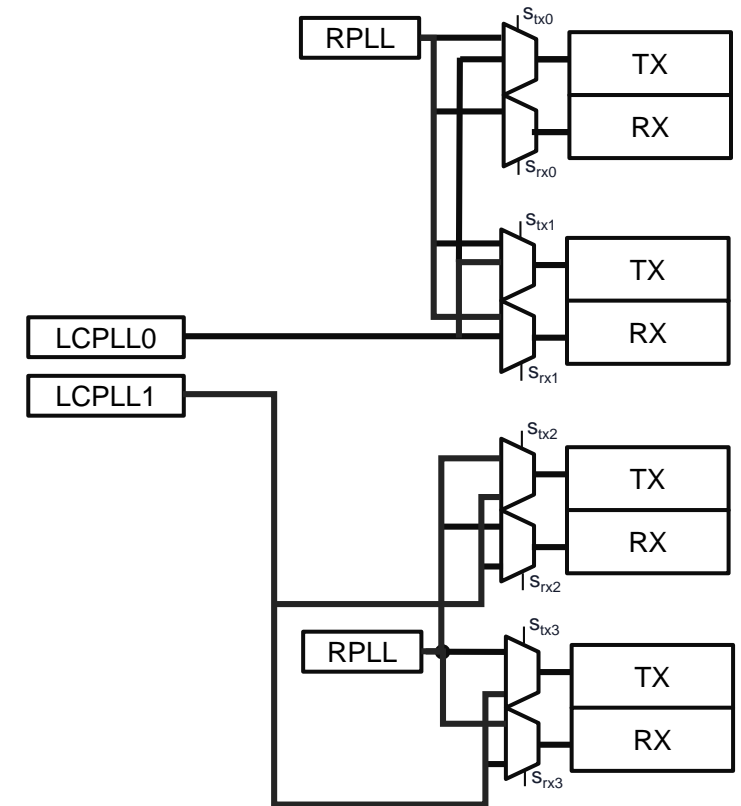 s_tx0
RPLL
TX
RX
s_rx0
s_tx1
TX
LCPLL0
RX
s_rx1
LCPLL1
s_tx2
TX
RX
s_rx2
s_tx3
RPLL
TX
RX
s_rx3